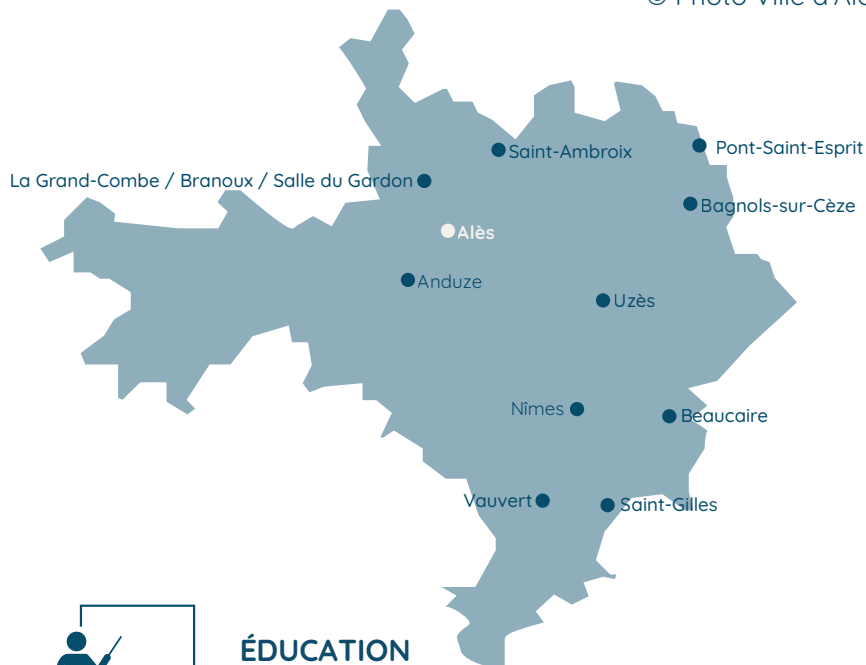 Saint-Ambroix
Pont-Saint-Esprit
La Grand-Combe / Branoux / Salle du Gardon
Bagnols-sur-Cèze
Alès
Anduze
Uzès
Nîmes
Beaucaire
Vauvert
Saint-Gilles
ÉDUCATION